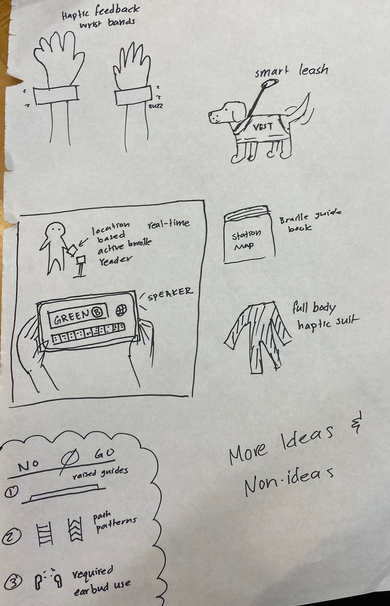 Haptic feedback
wrist bands
BUZZ
smart leash
VEST
location
based
active braille
reader
real-time
SPEAKER
GREEN B
Station
Map
Braille guide
book
full body
haptic suit
More Ideas &
Non-ideas
NO GO
① raised guides
② path
patterns
③ required
earbud use